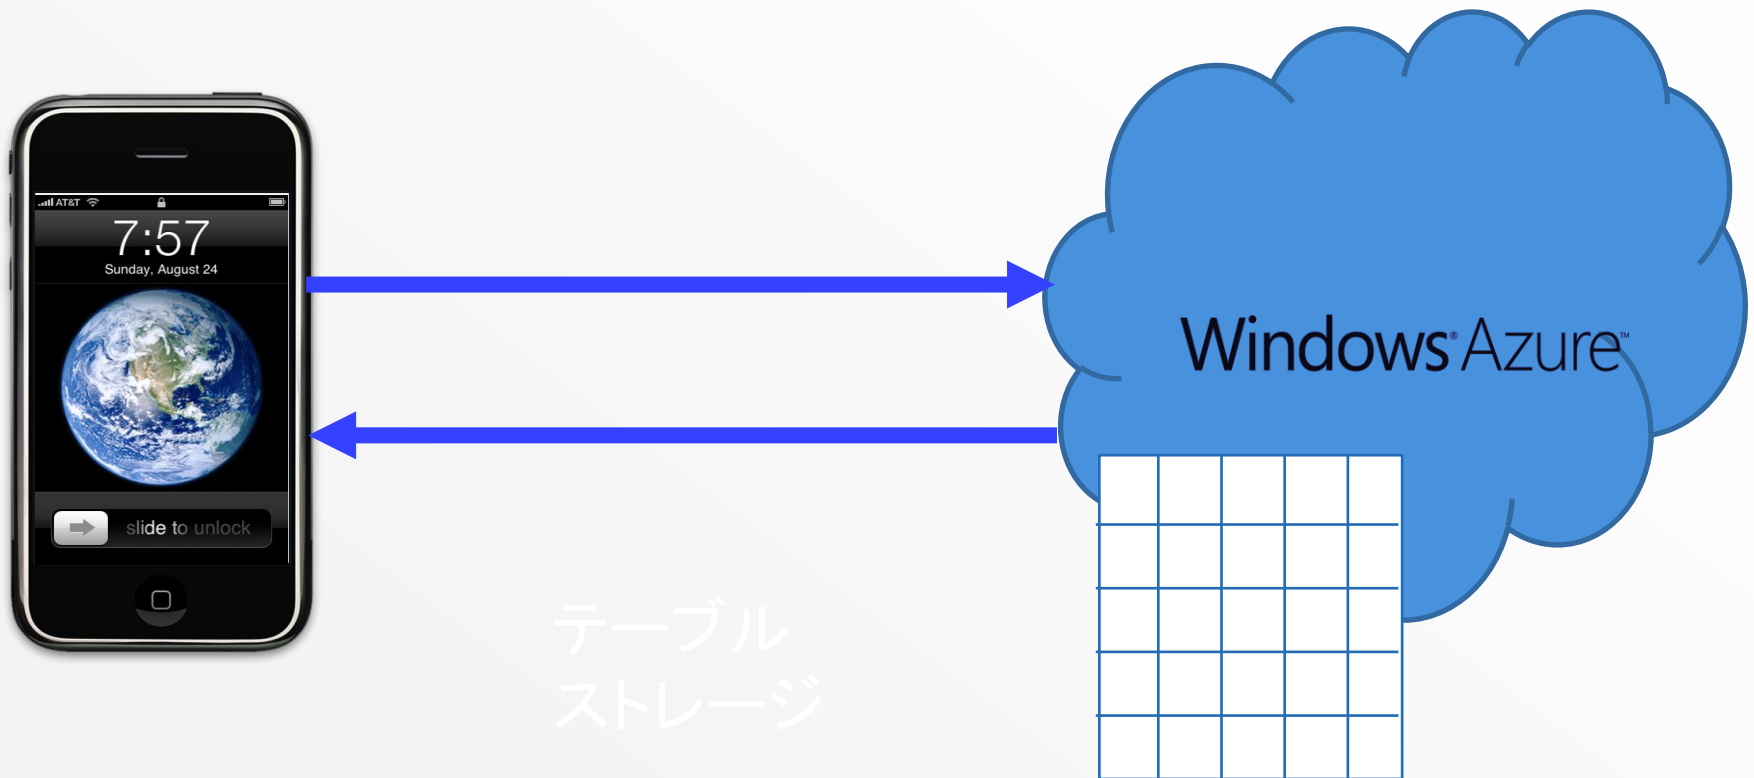 AT&T
7:57
Sunday, August 24
slide to unlock
Windows® Azure™
テーブル
ストレージ